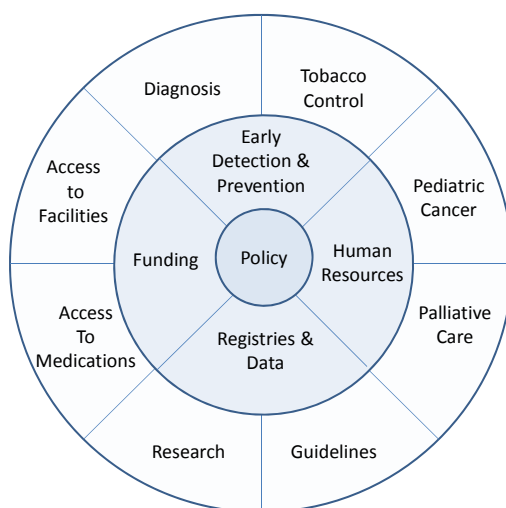 Diagnosis
Tobacco
Control
Early
Detection &
Prevention
Access
to
Facilities
Pediatric
Cancer
Funding
Policy
Human
Resources
Access
To
Medications
Palliative
Care
Registries &
Data
Research
Guidelines